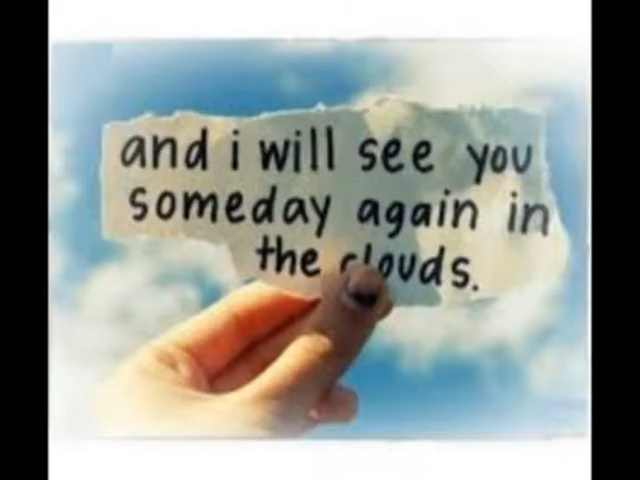 and i will see you
someday again in
the clouds.